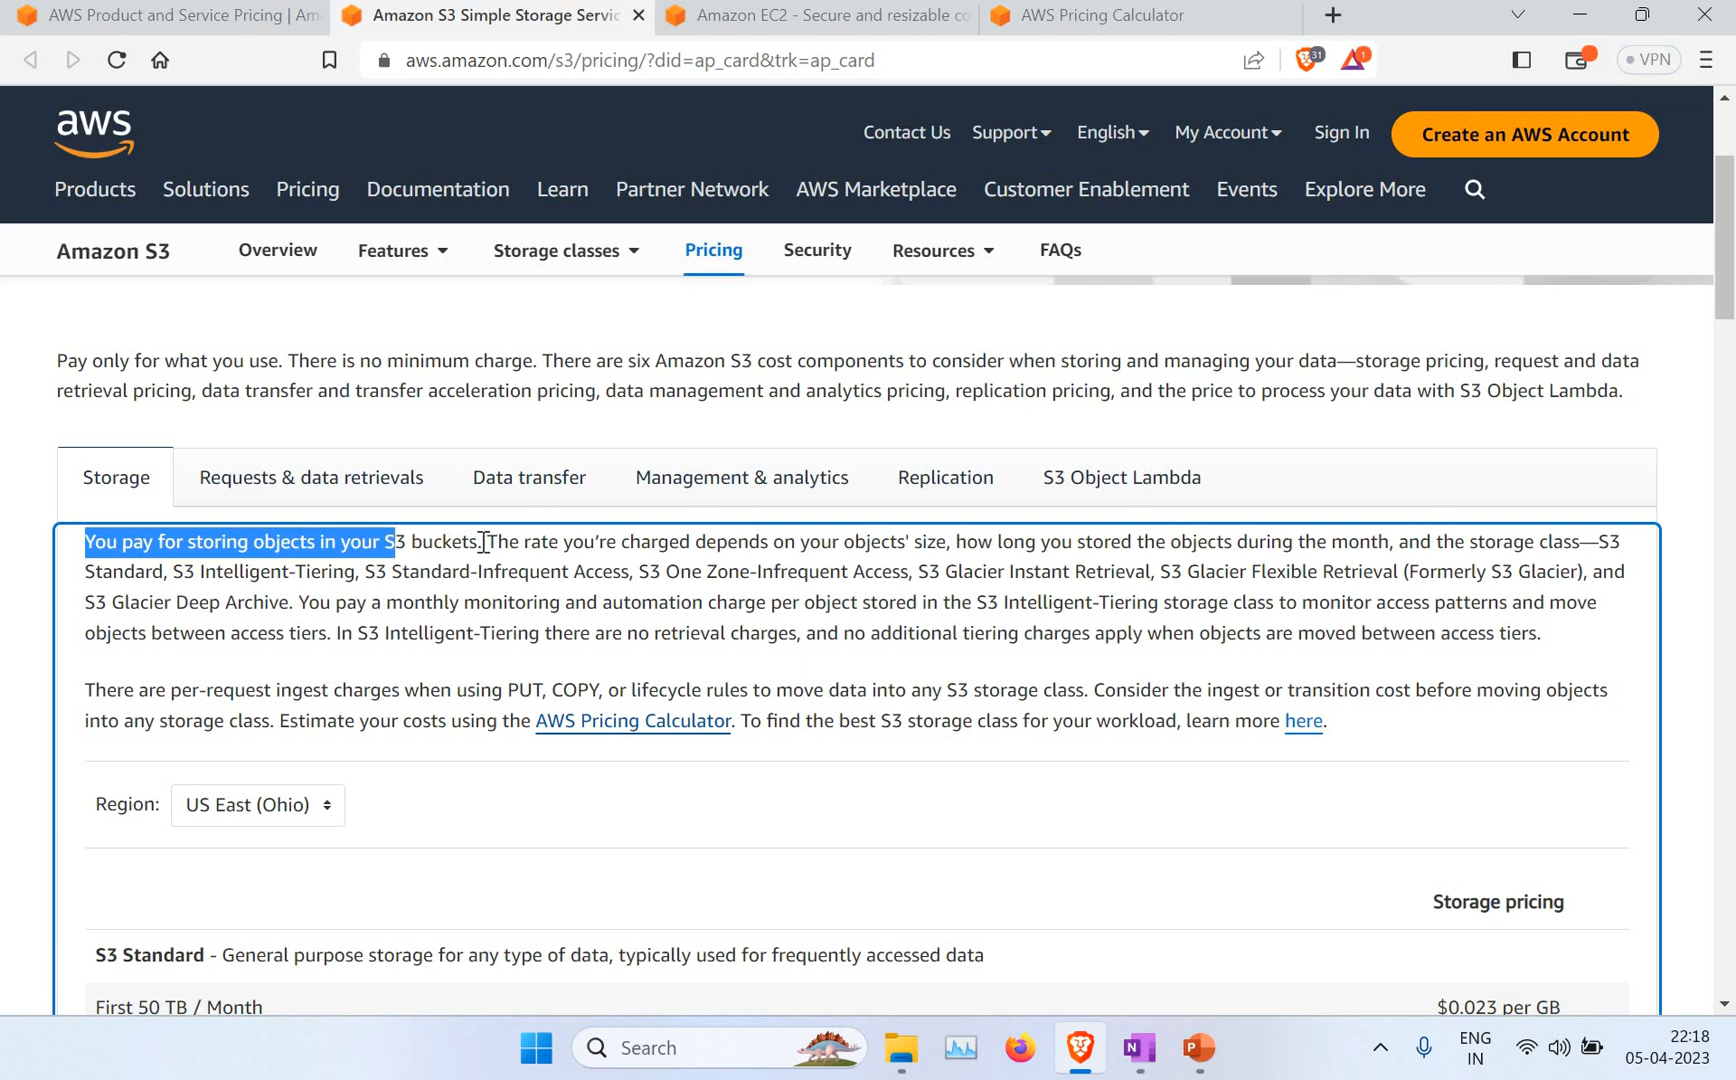 AWS Product and Service Pricing | Am
Amazon S3 Simple Storage Servic
Amazon EC2 - Secure and resizable co
AWS Pricing Calculator
aws.amazon.com/s3/pricing/?did=ap_card&trk=ap_card
31
1
VPN
aws
Contact Us
Support
English
My Account
Sign In
Create an AWS Account
Products
Solutions
Pricing
Documentation
Learn
Partner Network
AWS Marketplace
Customer Enablement
Events
Explore More
Amazon S3
Overview
Features
Storage classes
Pricing
Security
Resources
FAQs
Pay only for what you use. There is no minimum charge. There are six Amazon S3 cost components to consider when storing and managing your data—storage pricing, request and data
retrieval pricing, data transfer and transfer acceleration pricing, data management and analytics pricing, replication pricing, and the price to process your data with S3 Object Lambda.
Storage
Requests & data retrievals
Data transfer
Management & analytics
Replication
S3 Object Lambda
You pay for storing objects in your S3 buckets. The rate you’re charged depends on your objects' size, how long you stored the objects during the month, and the storage class—S3
Standard, S3 Intelligent-Tiering, S3 Standard-Infrequent Access, S3 One Zone-Infrequent Access, S3 Glacier Instant Retrieval, S3 Glacier Flexible Retrieval (Formerly S3 Glacier), and
S3 Glacier Deep Archive. You pay a monthly monitoring and automation charge per object stored in the S3 Intelligent-Tiering storage class to monitor access patterns and move
objects between access tiers. In S3 Intelligent-Tiering there are no retrieval charges, and no additional tiering charges apply when objects are moved between access tiers.
There are per-request ingest charges when using PUT, COPY, or lifecycle rules to move data into any S3 storage class. Consider the ingest or transition cost before moving objects
into any storage class. Estimate your costs using the AWS Pricing Calculator. To find the best S3 storage class for your workload, learn more here.
Region:
US East (Ohio)
Storage pricing
S3 Standard - General purpose storage for any type of data, typically used for frequently accessed data
First 50 TB / Month
$0.023 per GB
Search
N
P
ENG
IN
22:18
05-04-2023